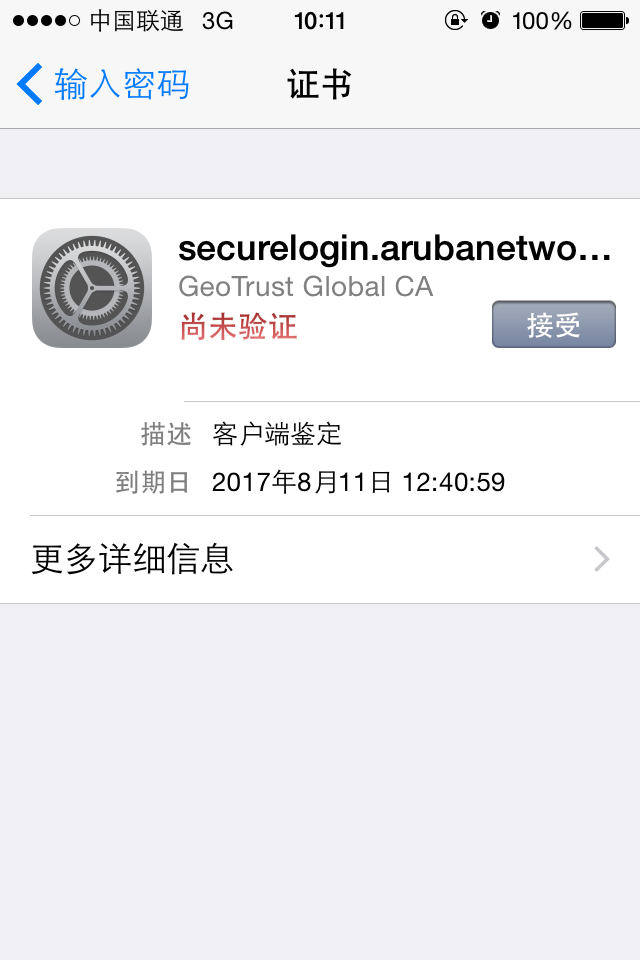 中国联通 3G 10:11 100%
输入密码 证书
securelogin.arubanetwo...
GeoTrust Global CA
尚未验证
接受
描述 客户端鉴定
到期日 2017年8月11日 12:40:59
更多详细信息